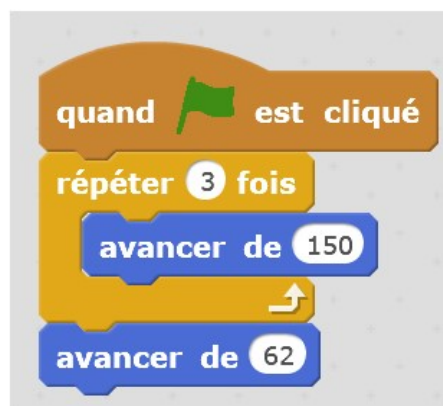 quand est cliqué
répéter 3 fois
avancer de 150
avancer de 62